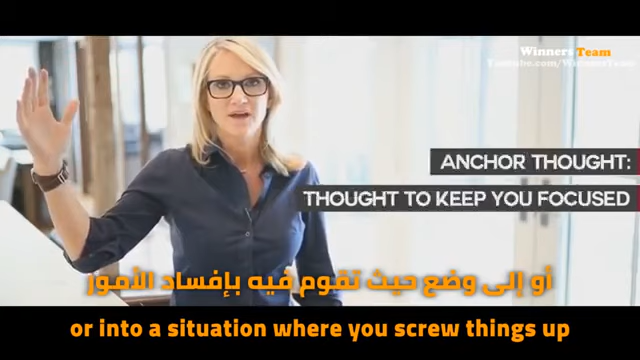 Winners Team
Youtube.com/WinnersTeam
ANCHOR THOUGHT:
THOUGHT TO KEEP YOU FOCUSED
أو إلى وضع حيث تقوم فيه بإفساد الأمور
or into a situation where you screw things up